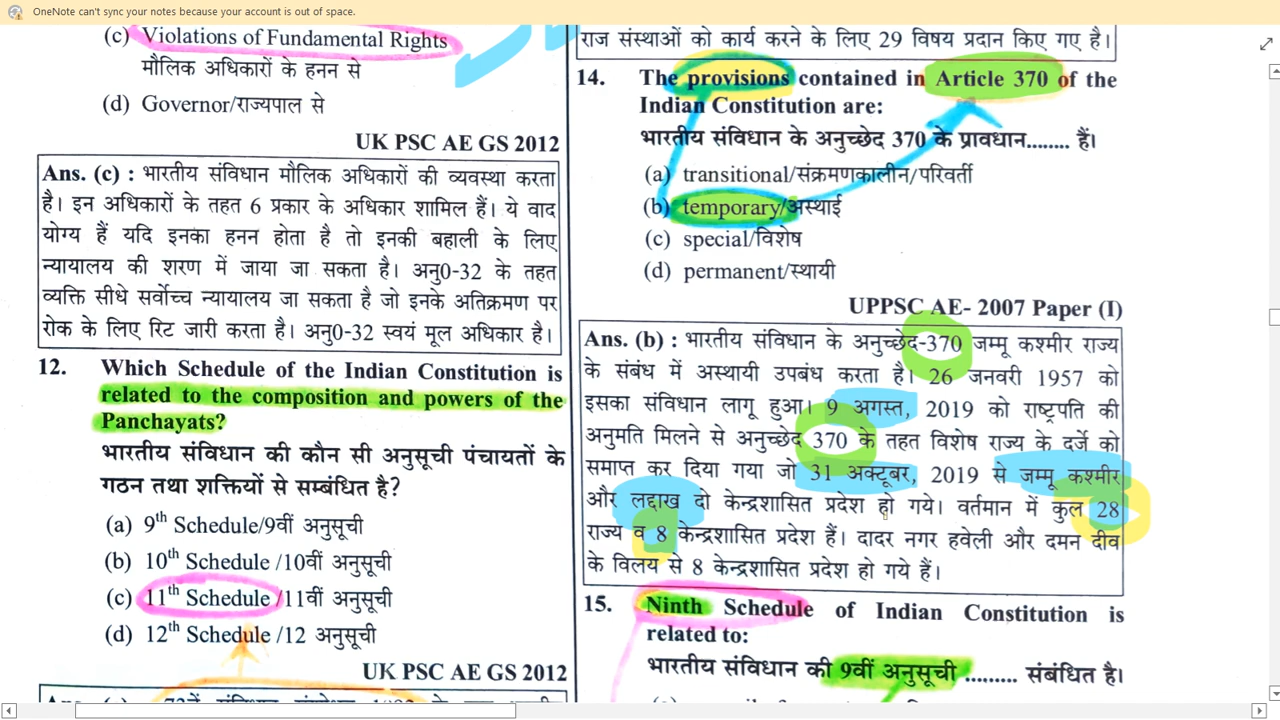 OneNote can't sync your notes because your account is out of space.
(c) Violations of Fundamental Rights
मौलिक अधिकारों के हनन से
(d) Governor/राज्यपाल से
UK PSC AE GS 2012
Ans. (c) : भारतीय संविधान मौलिक अधिकारों की व्यवस्था करता
है। इन अधिकारों के तहत 6 प्रकार के अधिकार शामिल हैं। ये वाद
योग्य हैं यदि इनका हनन होता है तो इनकी बहाली के लिए
न्यायालय की शरण में जाया जा सकता है। अनु0-32 के तहत
व्यक्ति सीधे सर्वोच्च न्यायालय जा सकता है जो इनके अतिक्रमण पर
रोक के लिए रिट जारी करता है। अनु0-32 स्वयं मूल अधिकार है।
12. Which Schedule of the Indian Constitution is
related to the composition and powers of the
Panchayats?
भारतीय संविधान की कौन सी अनुसूची पंचायतों के
गठन तथा शक्तियों से सम्बंधित है?
(a) 9th Schedule/9वीं अनुसूची
(b) 10th Schedule /10वीं अनुसूची
(c) 11th Schedule /11वीं अनुसूची
(d) 12th Schedule /12 अनुसूची
UK PSC AE GS 2012
राज संस्थाओं को कार्य करने के लिए 29 विषय प्रदान किए गए है।
14. The provisions contained in Article 370 of the
Indian Constitution are:
भारतीय संविधान के अनुच्छेद 370 के प्रावधान........ हैं।
(a) transitional/संक्रमणकालीन/परिवर्ती
(b) temporary/अस्थाई
(c) special/विशेष
(d) permanent/स्थायी
UPPSC AE- 2007 Paper (I)
Ans. (b) : भारतीय संविधान के अनुच्छेद-370 जम्मू कश्मीर राज्य
के संबंध में अस्थायी उपबंध करता है। 26 जनवरी 1957 को
इसका संविधान लागू हुआ। 9 अगस्त, 2019 को राष्ट्रपति की
अनुमति मिलने से अनुच्छेद 370 के तहत विशेष राज्य के दर्जे को
समाप्त कर दिया गया जो 31 अक्टूबर, 2019 से जम्मू कश्मीर
और लद्दाख दो केन्द्रशासित प्रदेश हो गये। वर्तमान में कुल 28
राज्य व 8 केन्द्रशासित प्रदेश हैं। दादर नगर हवेली और दमन दीव
के विलय से 8 केन्द्रशासित प्रदेश हो गये हैं।
15. Ninth Schedule of Indian Constitution is
related to:
भारतीय संविधान की 9वीं अनुसूची ......... संबंधित है।